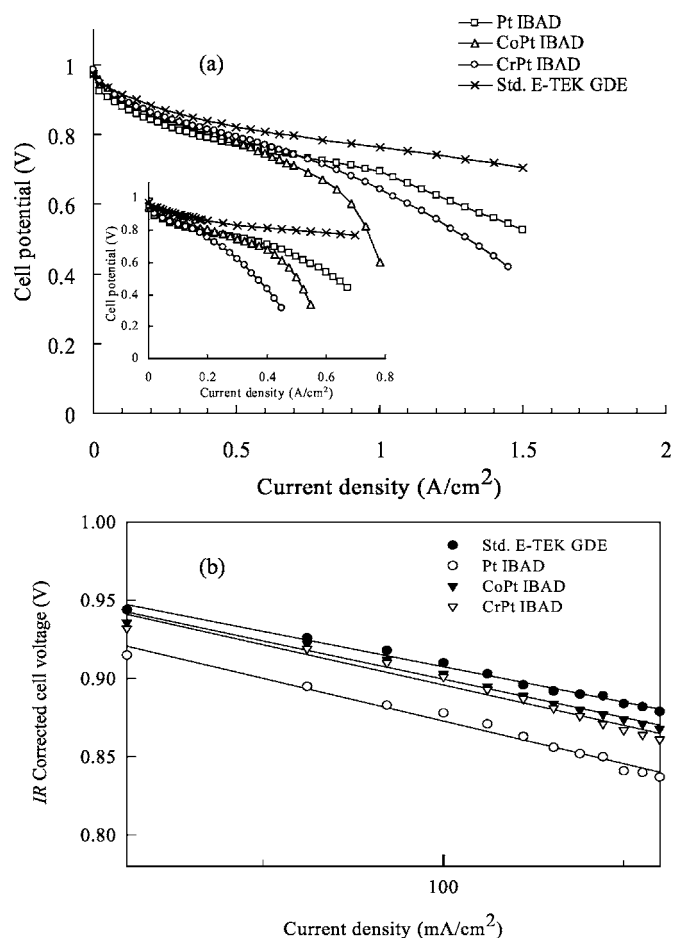 Pt IBAD
CoPt IBAD
CrPt IBAD
Std. E-TEK GDE
(a)
1
0.8
0.6
0.4
0.2
0
Cell potential (V)
0
0.5
1
1.5
2
Current density (A/cm²)
1
0.8
0.6
0.4
0.2
0
Cell potential (V)
0
0.2
0.4
0.6
0.8
Current density (A/cm²)
(b)
Std. E-TEK GDE
Pt IBAD
CoPt IBAD
CrPt IBAD
1.00
0.95
0.90
0.85
0.80
IR Corrected cell voltage (V)
100
Current density (mA/cm²)